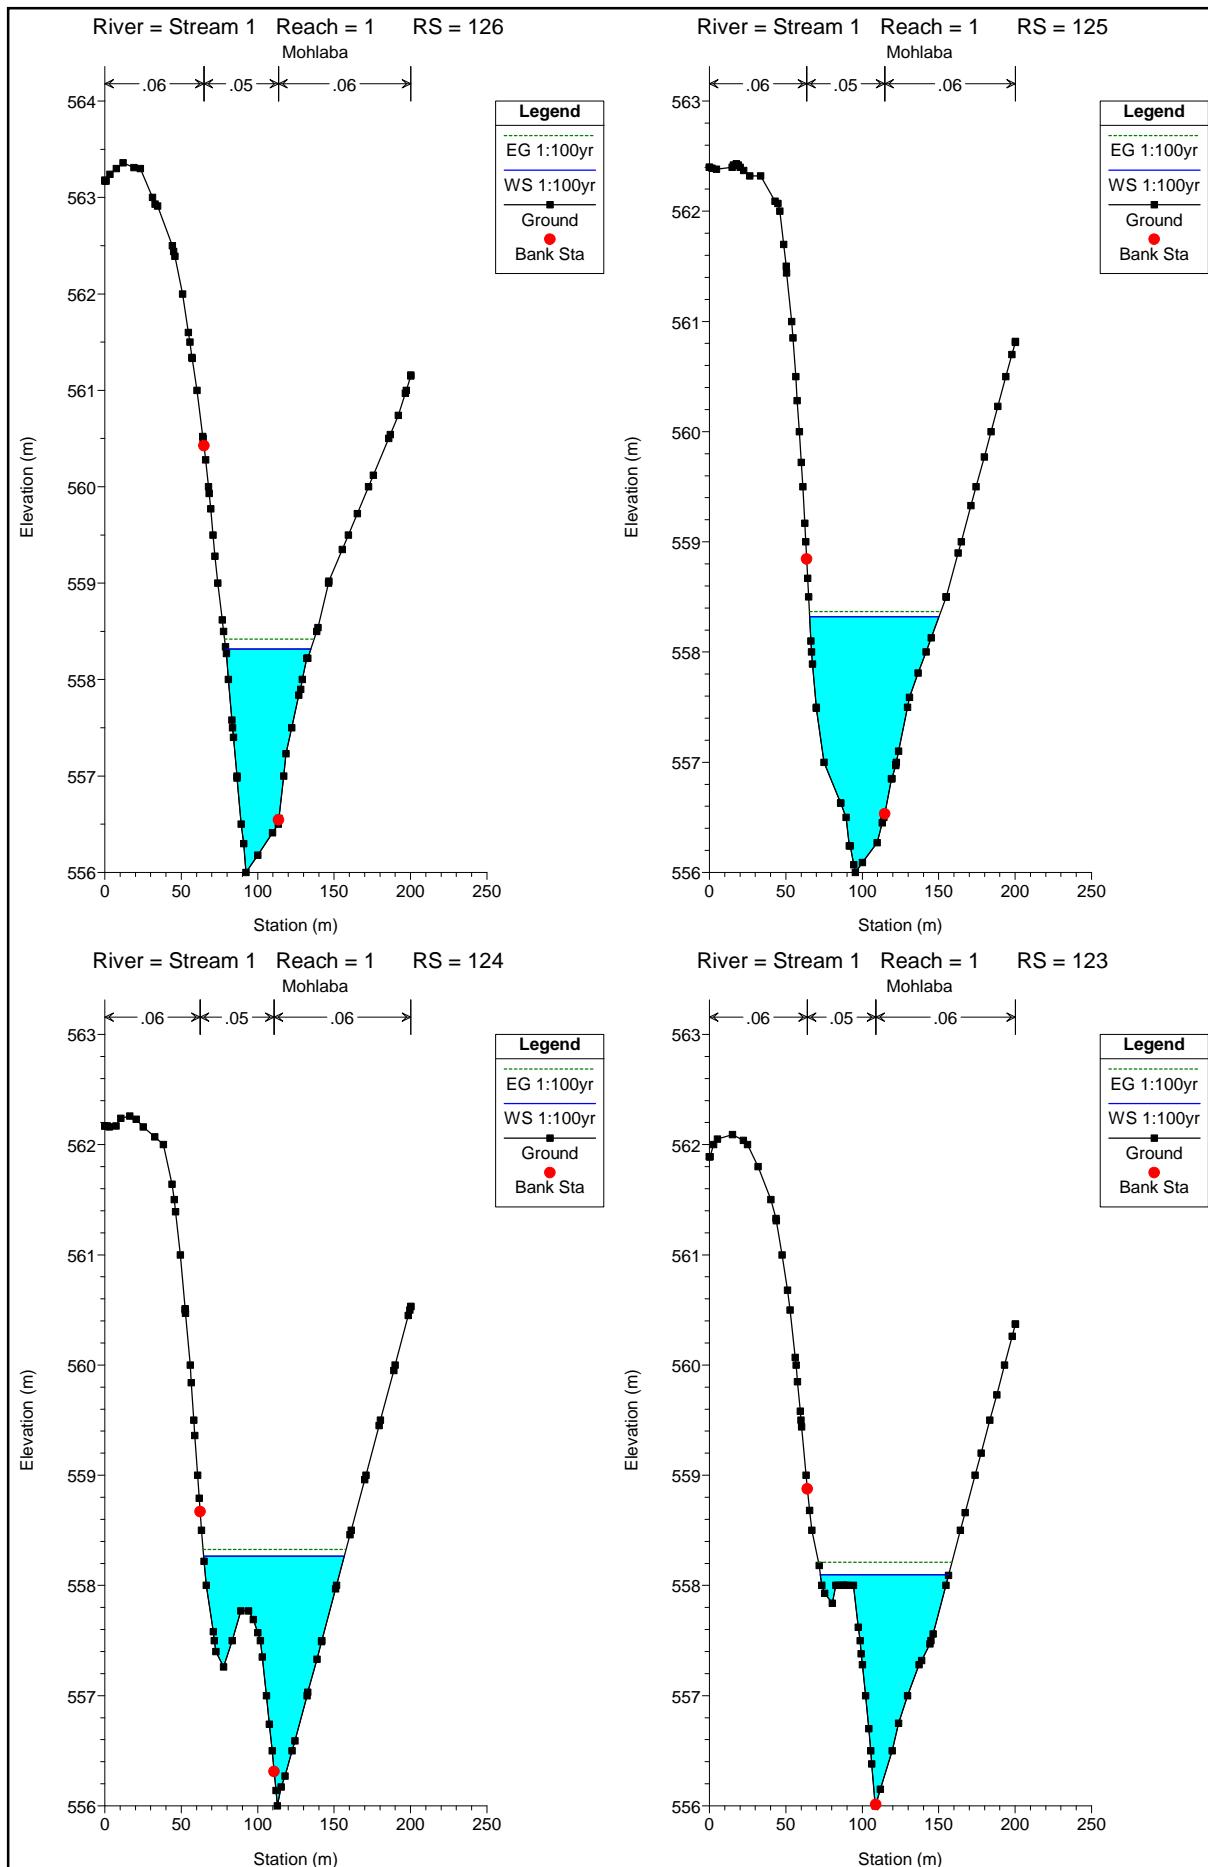 River = Stream 1 Reach = 1 RS = 126
Mohlaba
.06 .05 .06
Legend
EG 1:100yr
WS 1:100yr
Ground
Bank Sta
564
563
562
561
560
559
558
557
556
Elevation (m)
0 50 100 150 200 250
Station (m)
River = Stream 1 Reach = 1 RS = 125
Mohlaba
.06 .05 .06
Legend
EG 1:100yr
WS 1:100yr
Ground
Bank Sta
563
562
561
560
559
558
557
556
Elevation (m)
0 50 100 150 200 250
Station (m)
River = Stream 1 Reach = 1 RS = 124
Mohlaba
.06 .05 .06
Legend
EG 1:100yr
WS 1:100yr
Ground
Bank Sta
563
562
561
560
559
558
557
556
Elevation (m)
0 50 100 150 200 250
Station (m)
River = Stream 1 Reach = 1 RS = 123
Mohlaba
.06 .05 .06
Legend
EG 1:100yr
WS 1:100yr
Ground
Bank Sta
563
562
561
560
559
558
557
556
Elevation (m)
0 50 100 150 200 250
Station (m)